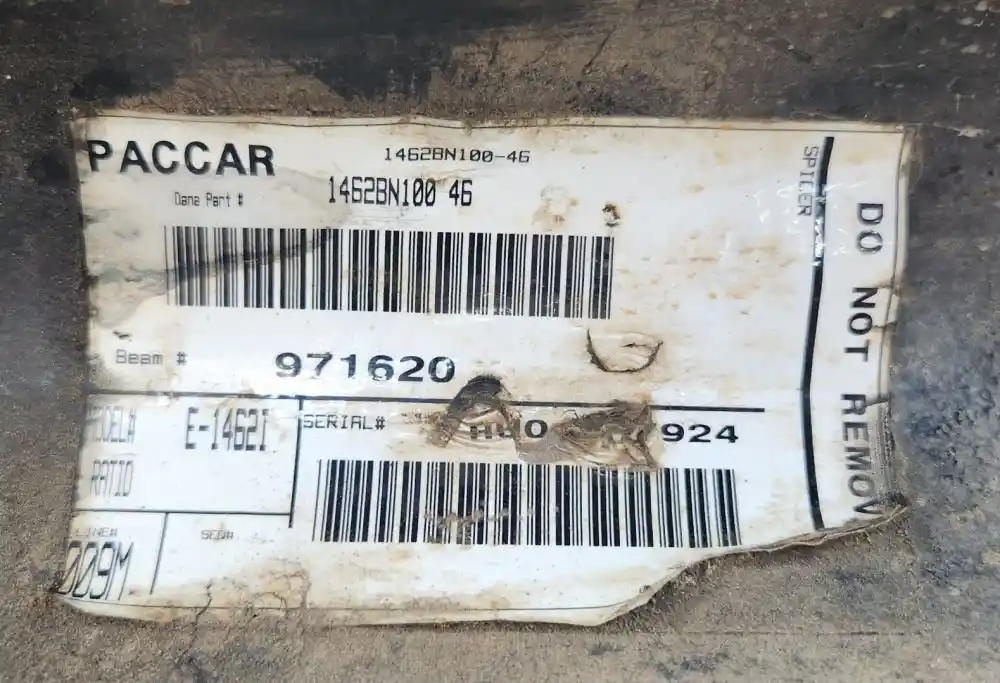 PACCAR
1462BN100-46
Dana Part # 1462BN100 46
Beam # 971620
E-1462I
SERIAL# 924
RATIO
LINE# SEQ#
009M
SPICER
DO NOT REMOV